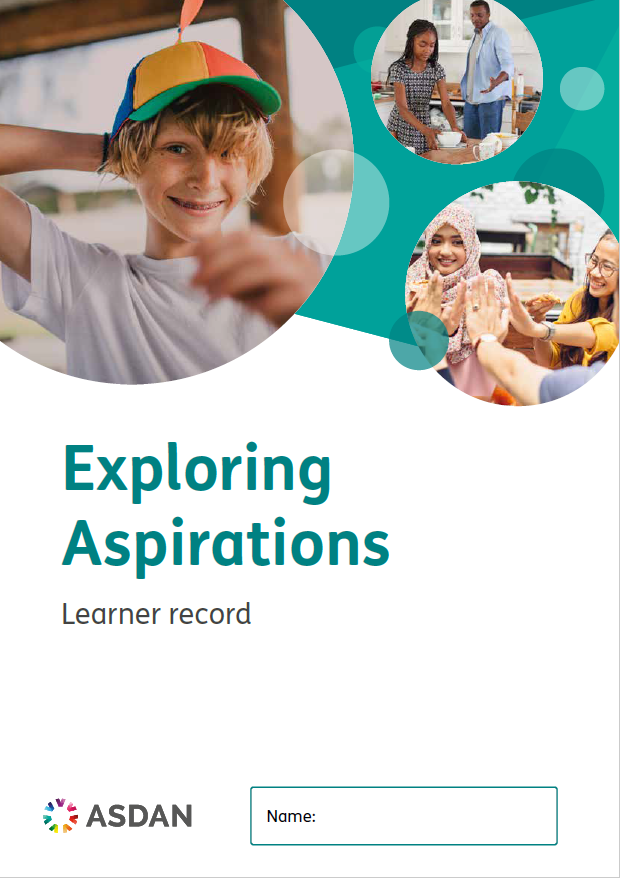 Exploring
Aspirations
Learner record
ASDAN
Name: